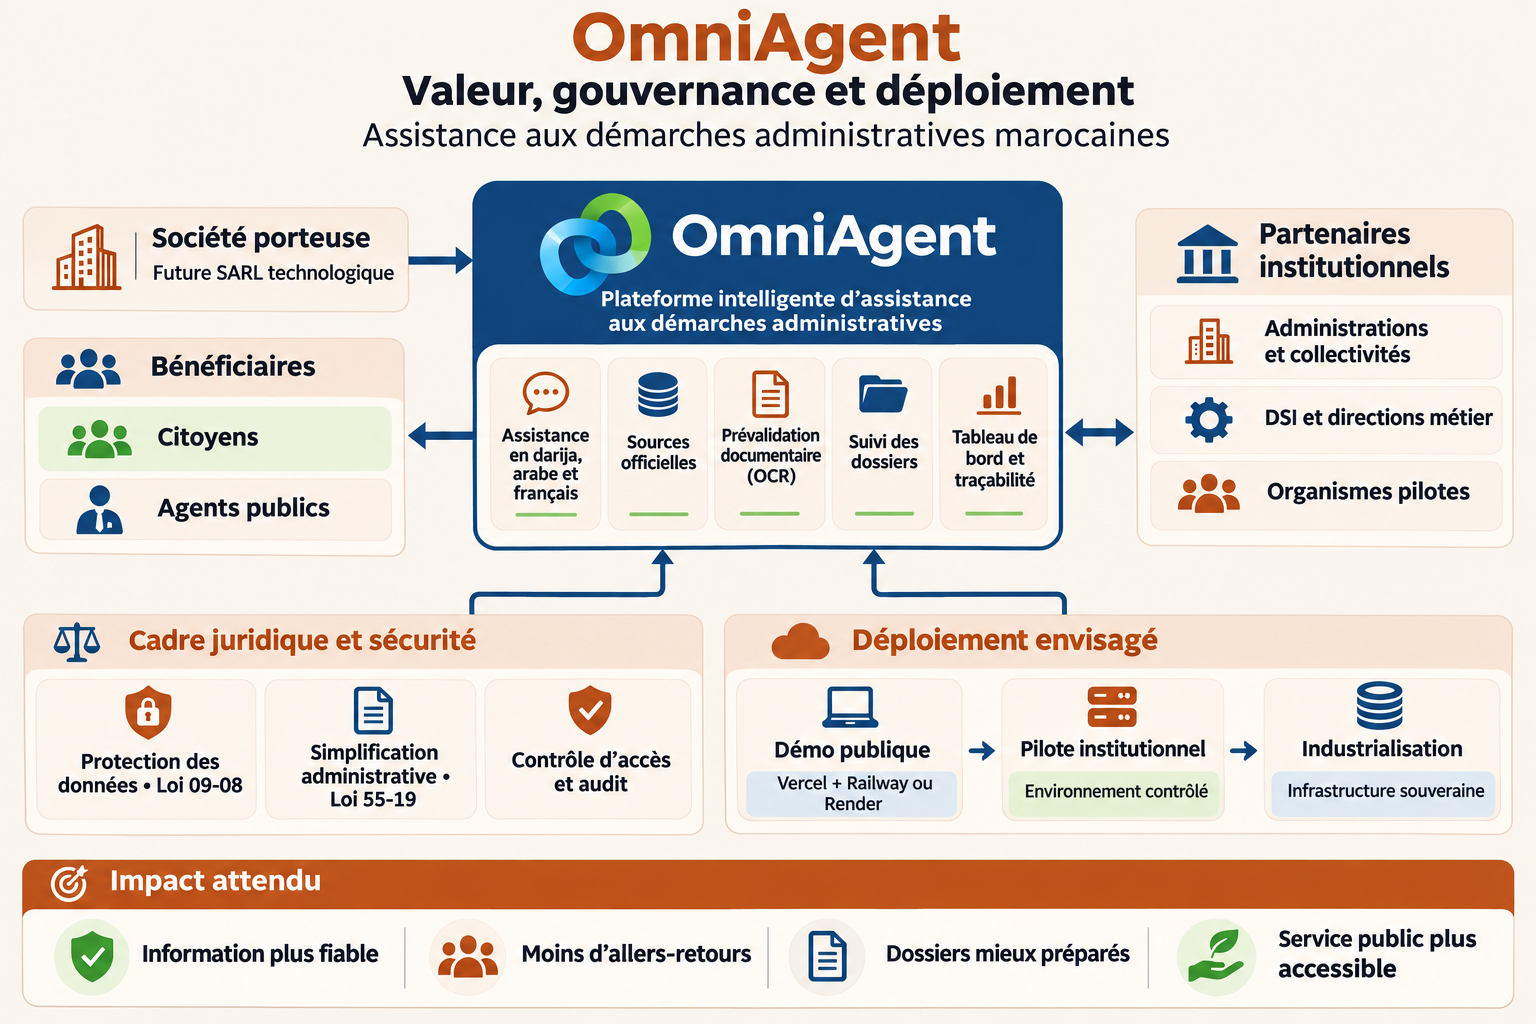 OmniAgent
Valeur, gouvernance et déploiement
Assistance aux démarches administratives marocaines
Société porteuse
Future SARL technologique
Bénéficiaires
Citoyens
Agents publics
OmniAgent
Plateforme intelligente d’assistance
aux démarches administratives
Assistance
en darija,
arabe et
français
Sources
officielles
Prévalidation
documentaire
(OCR)
Suivi des
dossiers
Tableau de
bord et
traçabilité
Partenaires
institutionnels
Administrations
et collectivités
DSI et directions métier
Organismes pilotes
Cadre juridique et sécurité
Protection des
données • Loi 09-08
Simplification
administrative •
Loi 55-19
Contrôle d’accès
et audit
Déploiement envisagé
Démo publique
Vercel + Railway ou
Render
Pilote institutionnel
Environnement contrôlé
Industrialisation
Infrastructure souveraine
Impact attendu
Information plus fiable
Moins d’allers-retours
Dossiers mieux préparés
Service public plus
accessible